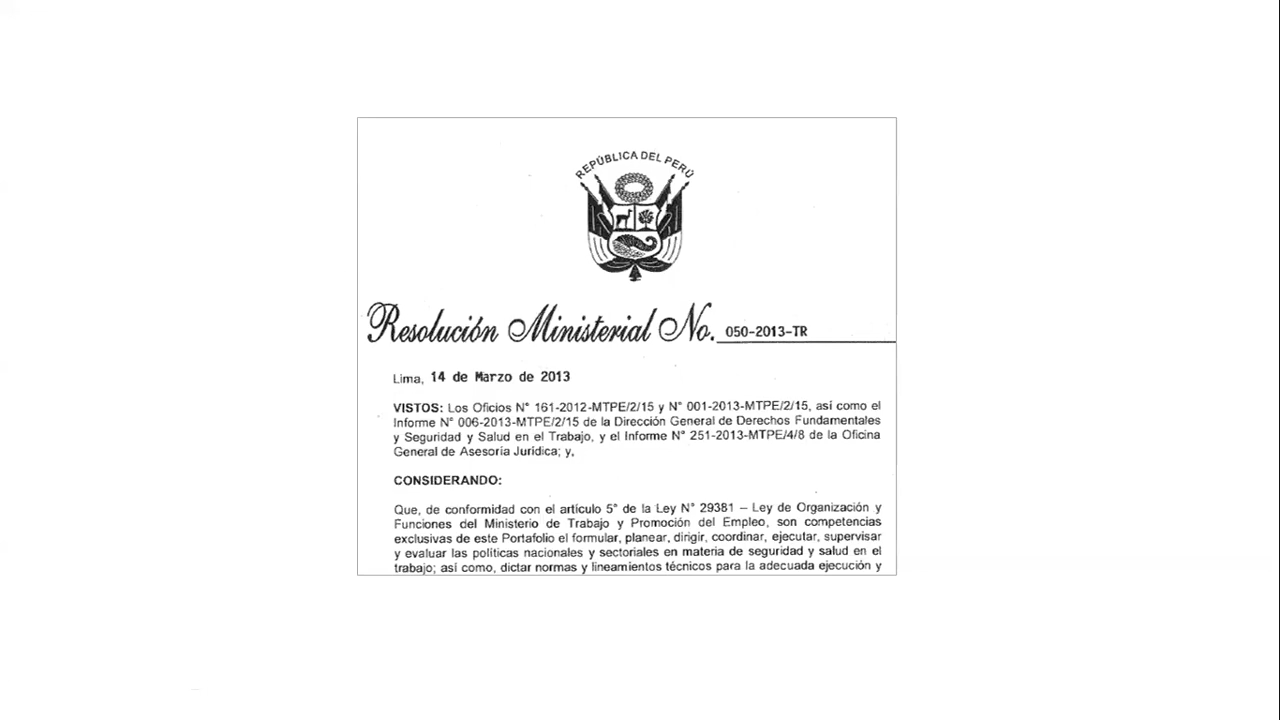 REPÚBLICA DEL PERÚ
Resolución Ministerial No. 050-2013-TR
Lima, 14 de Marzo de 2013
VISTOS: Los Oficios N° 161-2012-MTPE/2/15 y N° 001-2013-MTPE/2/15, así como el
Informe N° 006-2013-MTPE/2/15 de la Dirección General de Derechos Fundamentales
y Seguridad y Salud en el Trabajo, y el Informe N° 251-2013-MTPE/4/8 de la Oficina
General de Asesoría Jurídica; y,
CONSIDERANDO:
Que, de conformidad con el artículo 5° de la Ley N° 29381 – Ley de Organización y
Funciones del Ministerio de Trabajo y Promoción del Empleo, son competencias
exclusivas de este Portafolio el formular, planear, dirigir, coordinar, ejecutar, supervisar
y evaluar las políticas nacionales y sectoriales en materia de seguridad y salud en el
trabajo; así como, dictar normas y lineamientos técnicos para la adecuada ejecución y